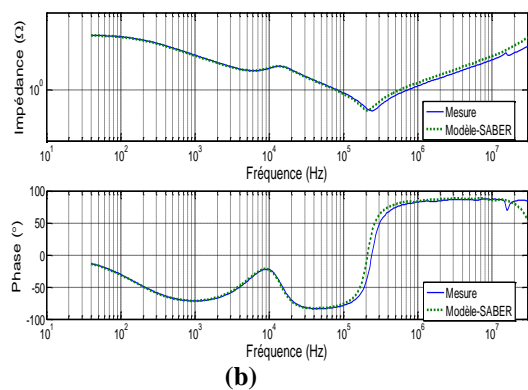 Impédance (Ω)
10⁰
Mesure
Modèle-SABER
10¹ 10² 10³ 10⁴ 10⁵ 10⁶ 10⁷
Fréquence (Hz)
Phase (°)
100
50
0
-50
-100
Mesure
Modèle-SABER
10¹ 10² 10³ 10⁴ 10⁵ 10⁶ 10⁷
Fréquence (Hz)
(b)